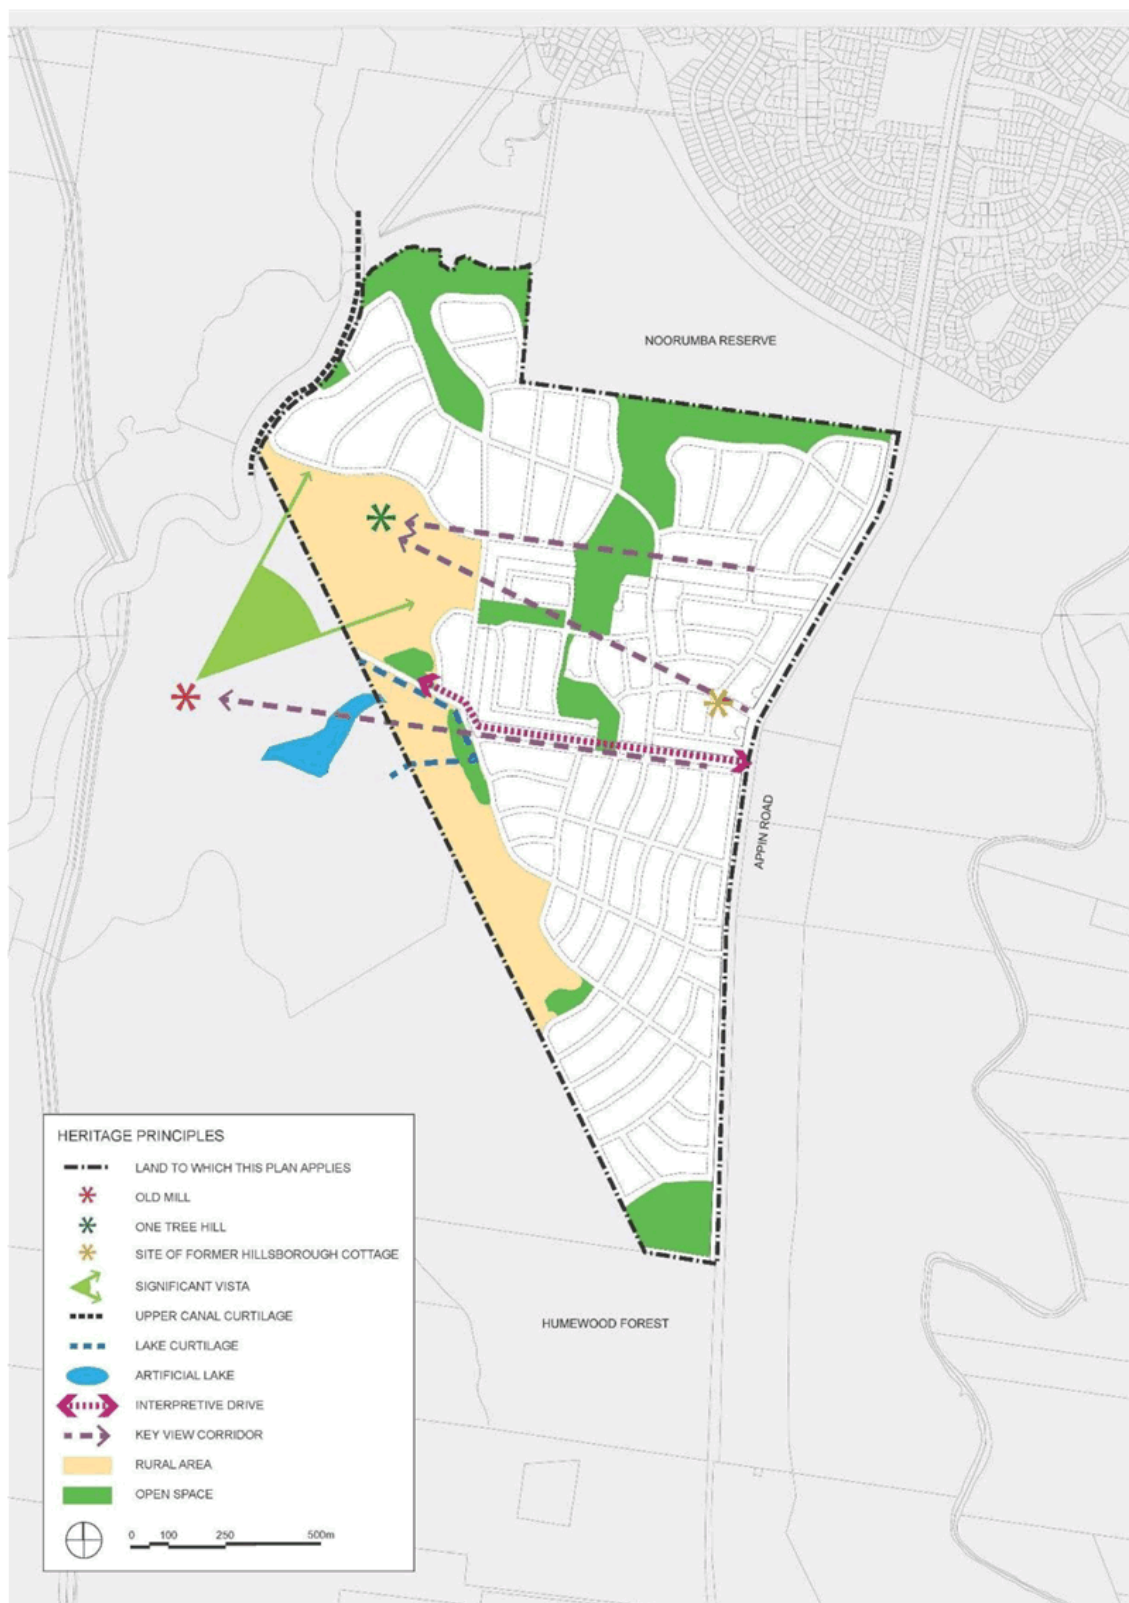 NOORUMBA RESERVE
APPIN ROAD
HUMEWOOD FOREST
HERITAGE PRINCIPLES
LAND TO WHICH THIS PLAN APPLIES
OLD MILL
ONE TREE HILL
SITE OF FORMER HILLSBOROUGH COTTAGE
SIGNIFICANT VISTA
UPPER CANAL CURTILAGE
LAKE CURTILAGE
ARTIFICIAL LAKE
INTERPRETIVE DRIVE
KEY VIEW CORRIDOR
RURAL AREA
OPEN SPACE
0 100 250 500m